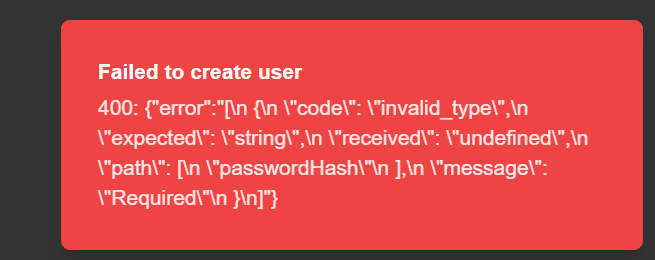 Failed to create user
400: {"error":"[\n {\n \"code\": \"invalid_type\",\n
\"expected\": \"string\",\n \"received\": \"undefined\",\n
\"path\": [\n \"passwordHash\"\n ],\n \"message\":
\"Required\"\n }\n]"}